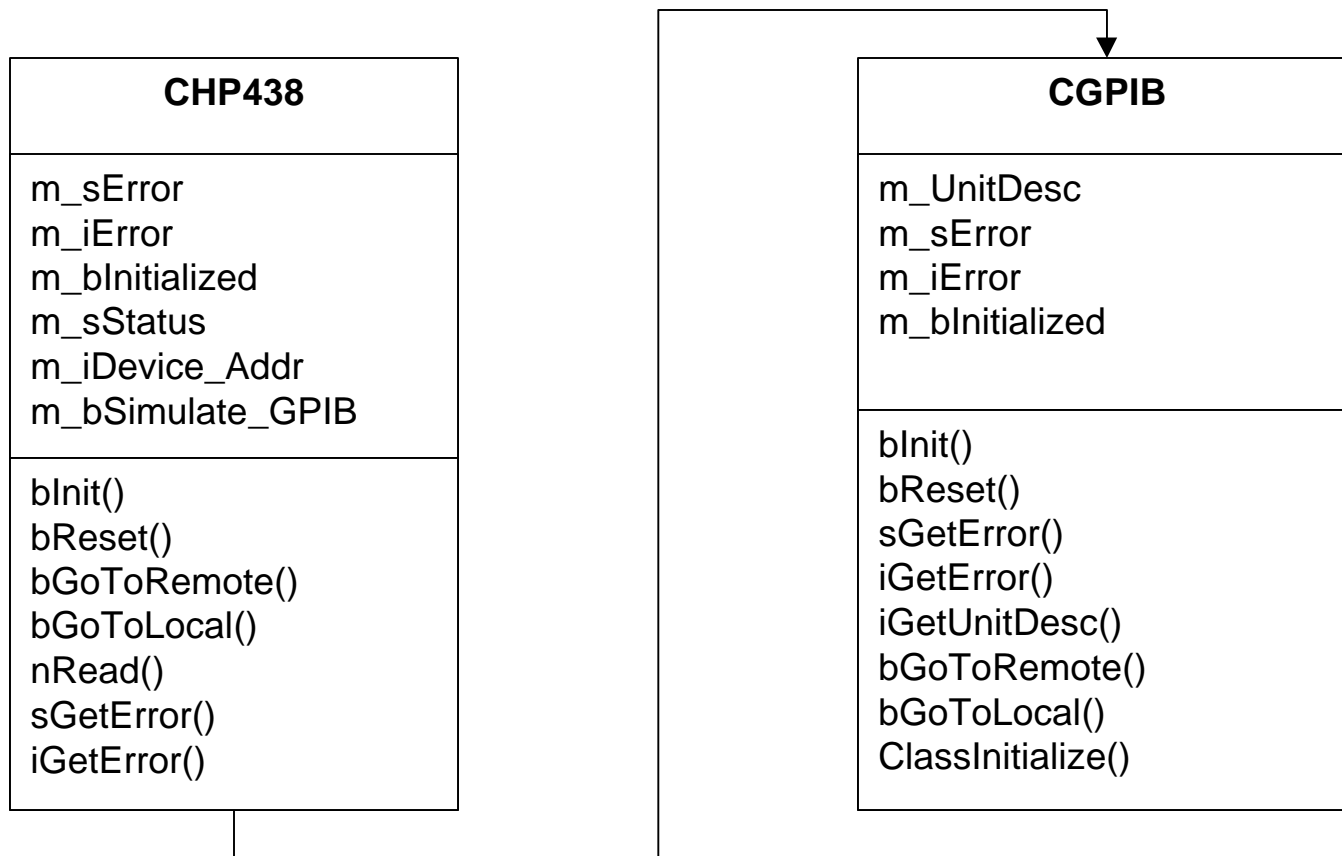 CHP438
m_sError
m_iError
m_bInitialized
m_sStatus
m_iDevice_Addr
m_bSimulate_GPIB
bInit()
bReset()
bGoToRemote()
bGoToLocal()
nRead()
sGetError()
iGetError()
CGPIB
m_UnitDesc
m_sError
m_iError
m_bInitialized
bInit()
bReset()
sGetError()
iGetError()
iGetUnitDesc()
bGoToRemote()
bGoToLocal()
ClassInitialize()